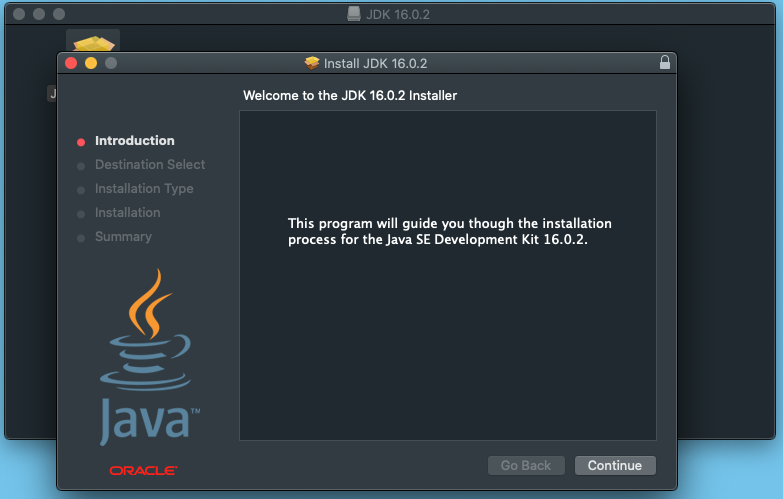 JDK 16.0.2
Install JDK 16.0.2
J
Welcome to the JDK 16.0.2 Installer
Introduction
Destination Select
Installation Type
Installation
Summary
This program will guide you though the installation
process for the Java SE Development Kit 16.0.2.
Java™
ORACLE®
Go Back
Continue